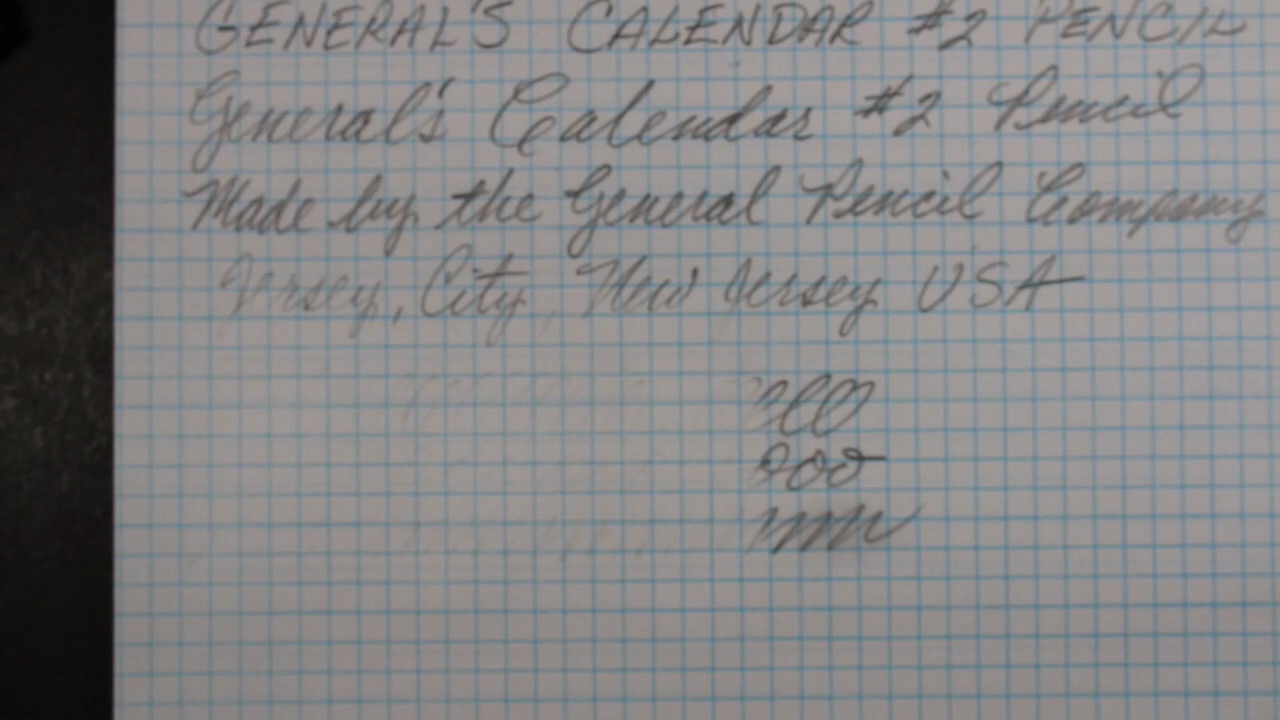 GENERAL'S CALENDAR #2 PENCIL
General's Calendar #2 Pencil
Made by the General Pencil Company
Jersey, City, New Jersey USA